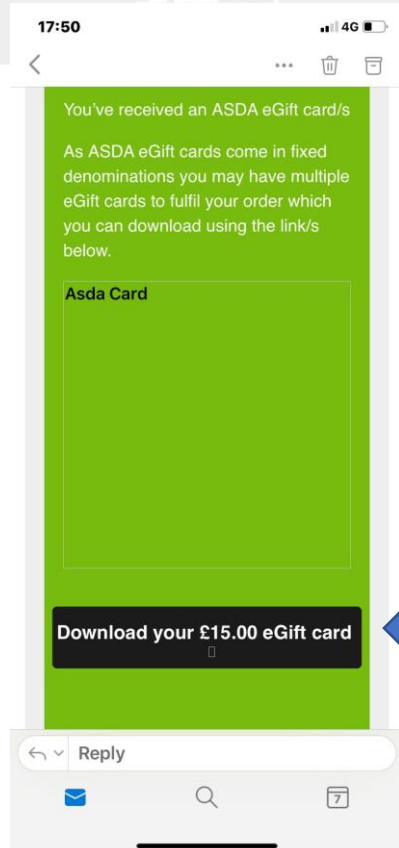 17:50
4G
You've received an ASDA eGift card/s
As ASDA eGift cards come in fixed
denominations you may have multiple
eGift cards to fulfil your order which
you can download using the link/s
below.
Asda Card
Download your £15.00 eGift card
Reply
7